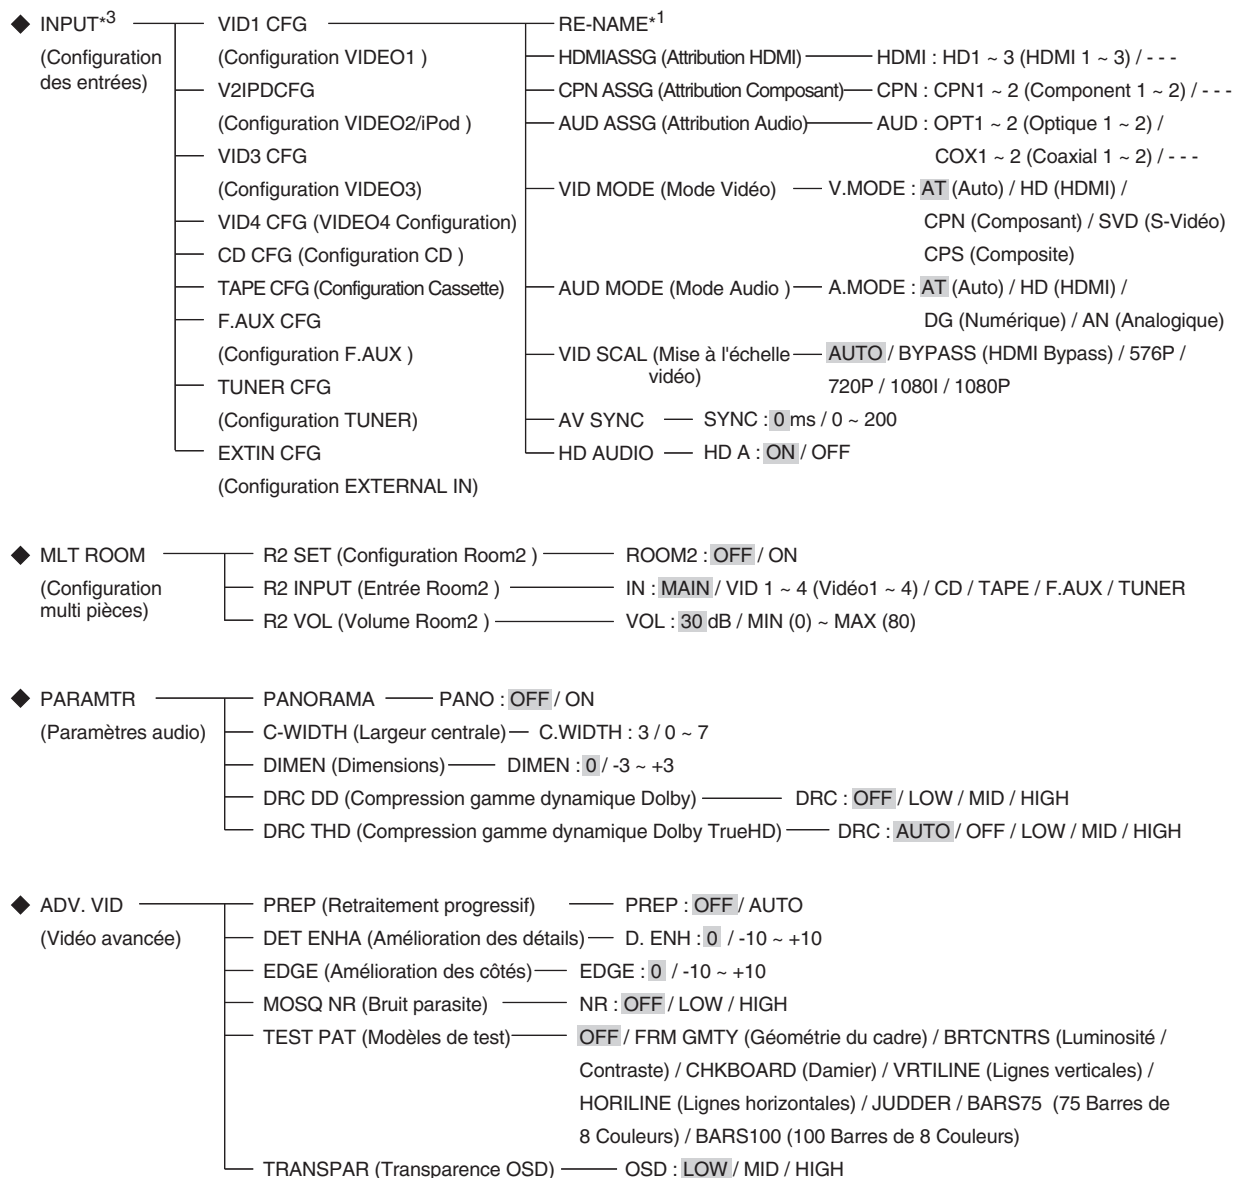 ◆ INPUT*3 VID1 CFG RE-NAME*1
(Configuration (Configuration VIDEO1 ) HDMIASSG (Attribution HDMI) HDMI : HD1 ~ 3 (HDMI 1 ~ 3) / - - -
des entrées) V2IPDCFG CPN ASSG (Attribution Composant) CPN : CPN1 ~ 2 (Component 1 ~ 2) / - - -
(Configuration VIDEO2/iPod ) AUD ASSG (Attribution Audio) AUD : OPT1 ~ 2 (Optique 1 ~ 2) /
VID3 CFG COX1 ~ 2 (Coaxial 1 ~ 2) / - - -
(Configuration VIDEO3) VID MODE (Mode Vidéo) V.MODE : AT (Auto) / HD (HDMI) /
VID4 CFG (VIDEO4 Configuration) CPN (Composant) / SVD (S-Vidéo)
CD CFG (Configuration CD ) CPS (Composite)
TAPE CFG (Configuration Cassette) AUD MODE (Mode Audio ) A.MODE : AT (Auto) / HD (HDMI) /
F.AUX CFG DG (Numérique) / AN (Analogique)
(Configuration F.AUX ) VID SCAL (Mise à l'échelle AUTO / BYPASS (HDMI Bypass) / 576P /
TUNER CFG vidéo) 720P / 1080I / 1080P
(Configuration TUNER) AV SYNC SYNC : 0 ms / 0 ~ 200
EXTIN CFG HD AUDIO HD A : ON / OFF
(Configuration EXTERNAL IN)
◆ MLT ROOM R2 SET (Configuration Room2 ) ROOM2 : OFF / ON
(Configuration R2 INPUT (Entrée Room2 ) IN : MAIN / VID 1 ~ 4 (Vidéo1 ~ 4) / CD / TAPE / F.AUX / TUNER
multi pièces) R2 VOL (Volume Room2 ) VOL : 30 dB / MIN (0) ~ MAX (80)
◆ PARAMTR PANORAMA PANO : OFF / ON
(Paramètres audio) C-WIDTH (Largeur centrale) C.WIDTH : 3 / 0 ~ 7
DIMEN (Dimensions) DIMEN : 0 / -3 ~ +3
DRC DD (Compression gamme dynamique Dolby) DRC : OFF / LOW / MID / HIGH
DRC THD (Compression gamme dynamique Dolby TrueHD) DRC : AUTO / OFF / LOW / MID / HIGH
◆ ADV. VID PREP (Retraitement progressif) PREP : OFF / AUTO
(Vidéo avancée) DET ENHA (Amélioration des détails) D. ENH : 0 / -10 ~ +10
EDGE (Amélioration des côtés) EDGE : 0 / -10 ~ +10
MOSQ NR (Bruit parasite) NR : OFF / LOW / HIGH
TEST PAT (Modèles de test) OFF / FRM GMTY (Géométrie du cadre) / BRTCNTRS (Luminosité /
Contraste) / CHKBOARD (Damier) / VRTILINE (Lignes verticales) /
HORILINE (Lignes horizontales) / JUDDER / BARS75 (75 Barres de
8 Couleurs) / BARS100 (100 Barres de 8 Couleurs)
TRANSPAR (Transparence OSD) OSD : LOW / MID / HIGH